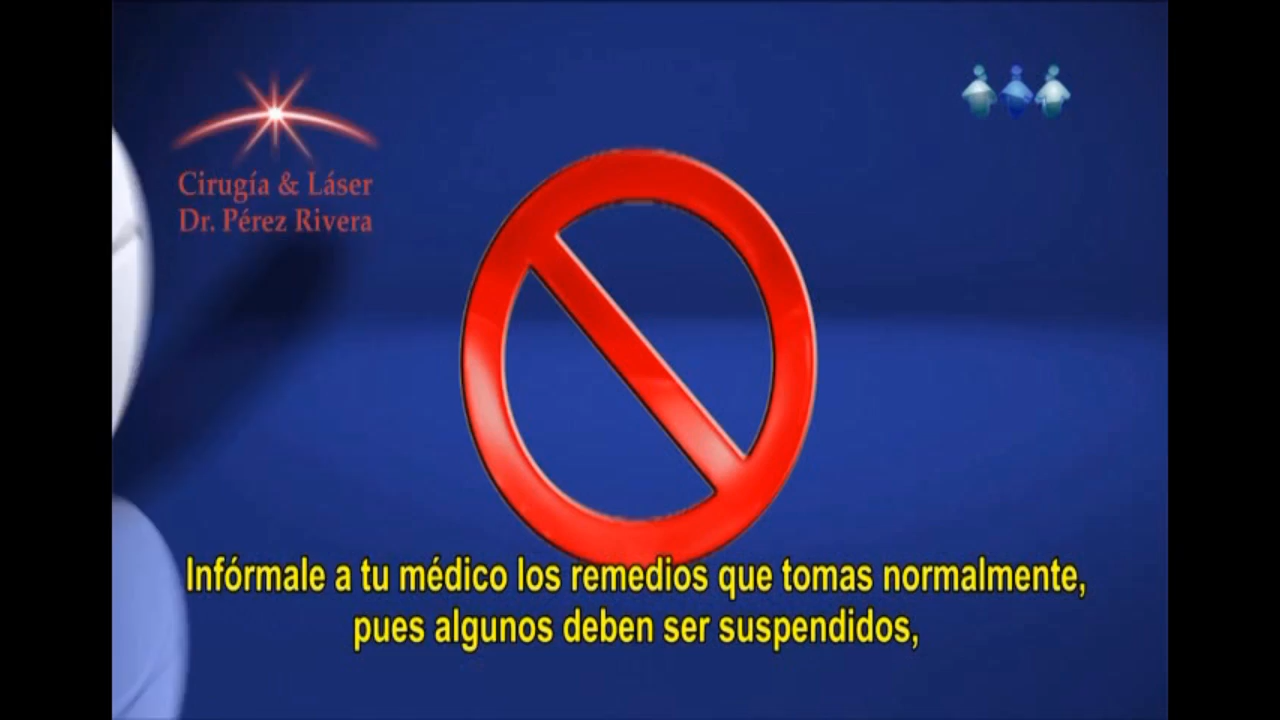 Cirugía & Láser
Dr. Pérez Rivera
Infórmale a tu médico los remedios que tomas normalmente,
pues algunos deben ser suspendidos,